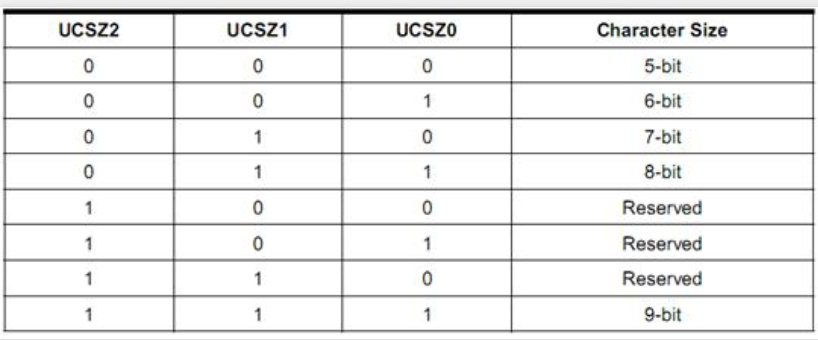 UCSZ2 UCSZ1 UCSZ0 Character Size
0 0 0 5-bit
0 0 1 6-bit
0 1 0 7-bit
0 1 1 8-bit
1 0 0 Reserved
1 0 1 Reserved
1 1 0 Reserved
1 1 1 9-bit